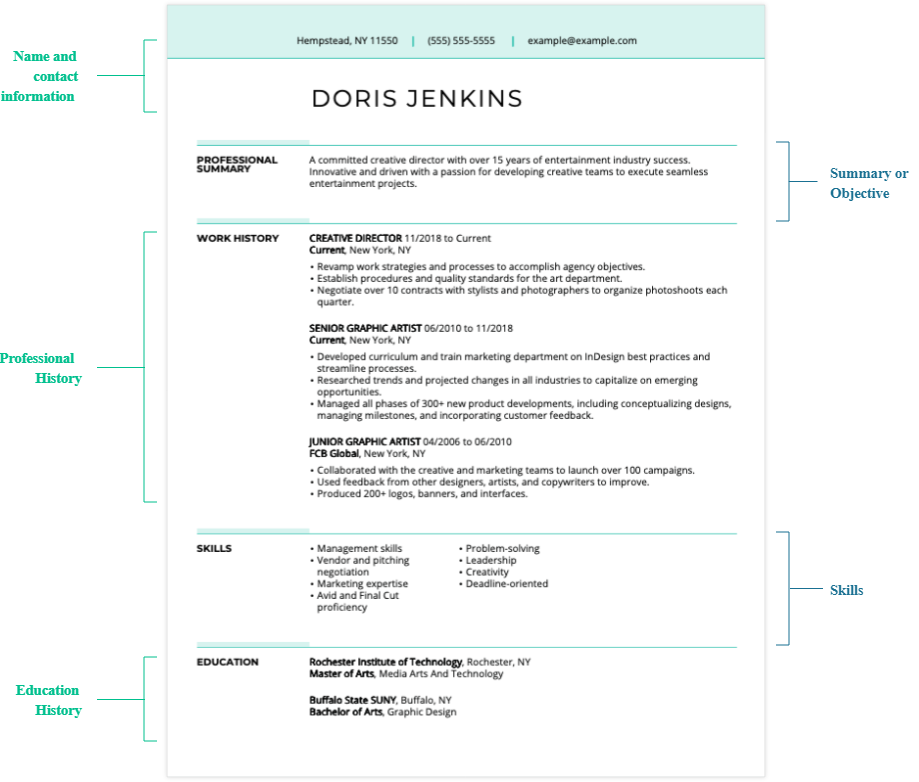 Hempstead, NY 11550 | (555) 555-5555 | example@example.com
Name and
contact
information
DORIS JENKINS
PROFESSIONAL
SUMMARY
A committed creative director with over 15 years of entertainment industry success.
Innovative and driven with a passion for developing creative teams to execute seamless
entertainment projects.
Summary or
Objective
WORK HISTORY
CREATIVE DIRECTOR 11/2018 to Current
Current, New York, NY
• Revamp work strategies and processes to accomplish agency objectives.
• Establish procedures and quality standards for the art department.
• Negotiate over 10 contracts with stylists and photographers to organize photoshoots each
quarter.
SENIOR GRAPHIC ARTIST 06/2010 to 11/2018
Current, New York, NY
• Developed curriculum and train marketing department on InDesign best practices and
streamline processes.
• Researched trends and projected changes in all industries to capitalize on emerging
opportunities.
• Managed all phases of 300+ new product developments, including conceptualizing designs,
managing milestones, and incorporating customer feedback.
Professional
History
JUNIOR GRAPHIC ARTIST 04/2006 to 06/2010
FCB Global, New York, NY
• Collaborated with the creative and marketing teams to launch over 100 campaigns.
• Used feedback from other designers, artists, and copywriters to improve.
• Produced 200+ logos, banners, and interfaces.
SKILLS
• Management skills
• Vendor and pitching
negotiation
• Marketing expertise
• Avid and Final Cut
proficiency
• Problem-solving
• Leadership
• Creativity
• Deadline-oriented
Skills
EDUCATION
Rochester Institute of Technology, Rochester, NY
Master of Arts, Media Arts And Technology
Buffalo State SUNY, Buffalo, NY
Bachelor of Arts, Graphic Design
Education
History